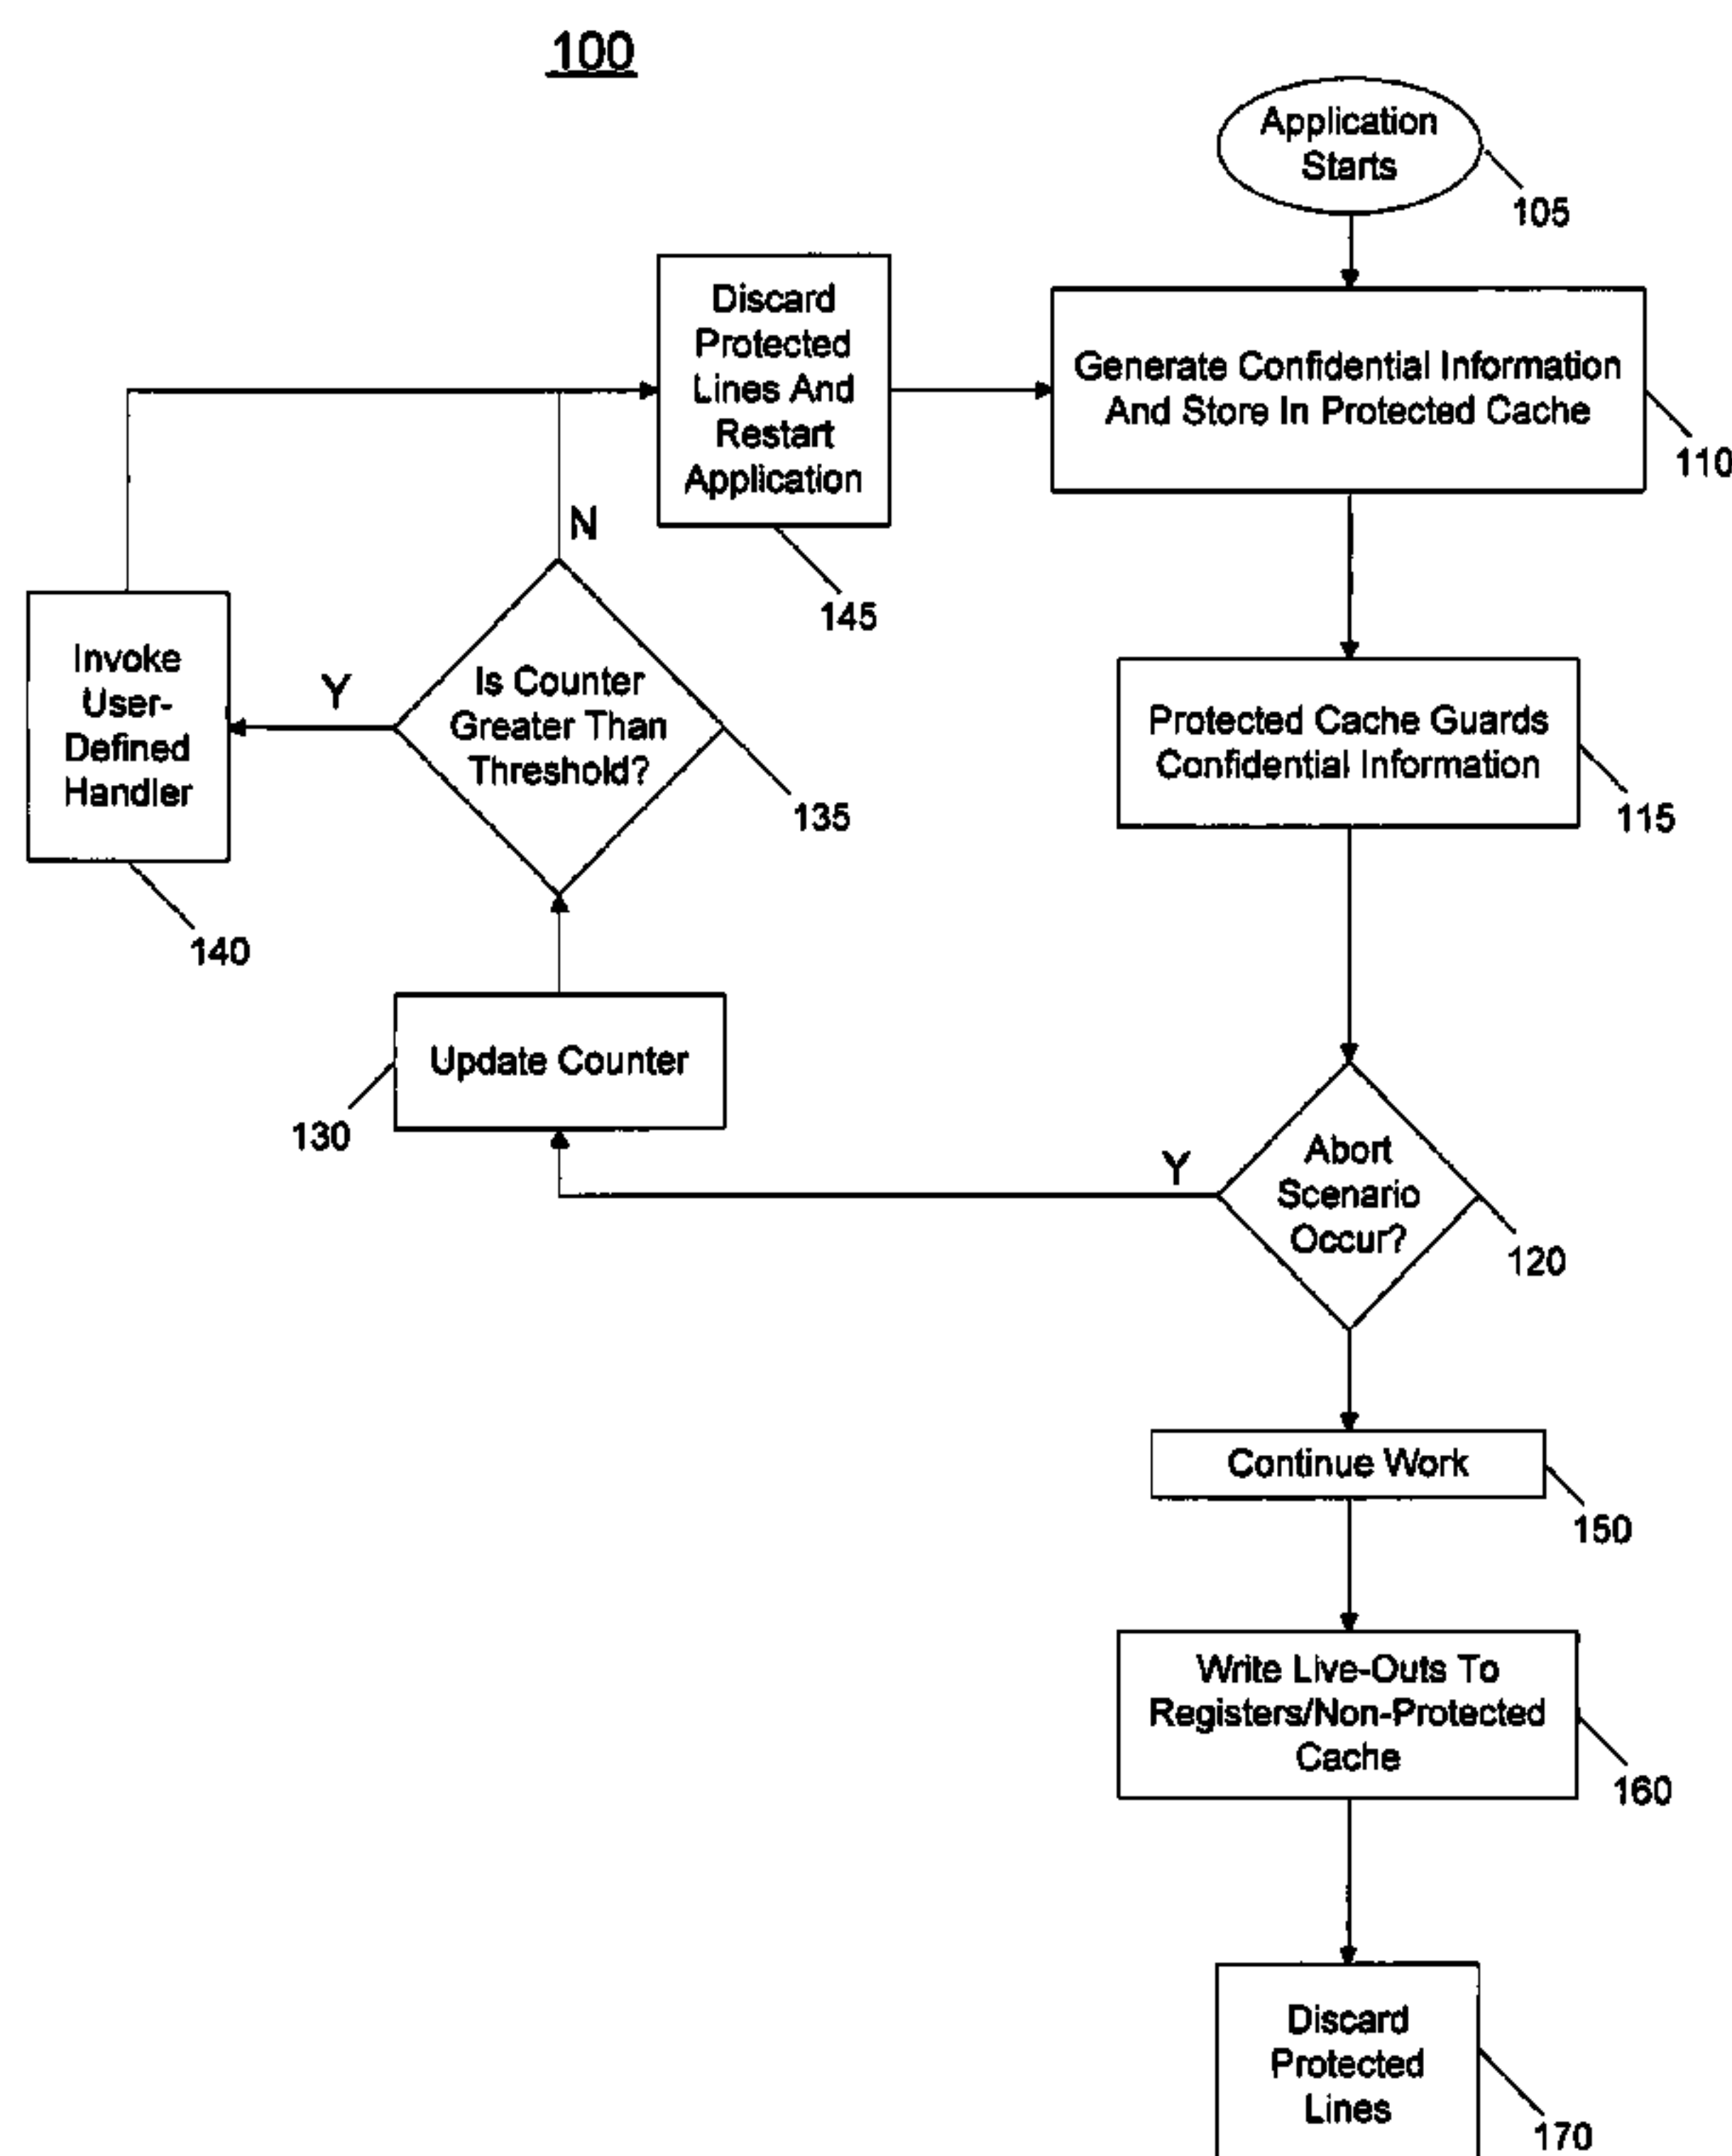 100
Application
Starts
105
Discard
Protected
Lines And
Restart
Application
145
Generate Confidential Information
And Store In Protected Cache
110
Invoke
User-
Defined
Handler
140
Y
N
Is Counter
Greater Than
Threshold?
135
Protected Cache Guards
Confidential Information
115
Update Counter
130
Y
Abort
Scenario
Occur?
120
Continue Work
150
Write Live-Outs To
Registers/Non-Protected
Cache
160
Discard
Protected
Lines
170